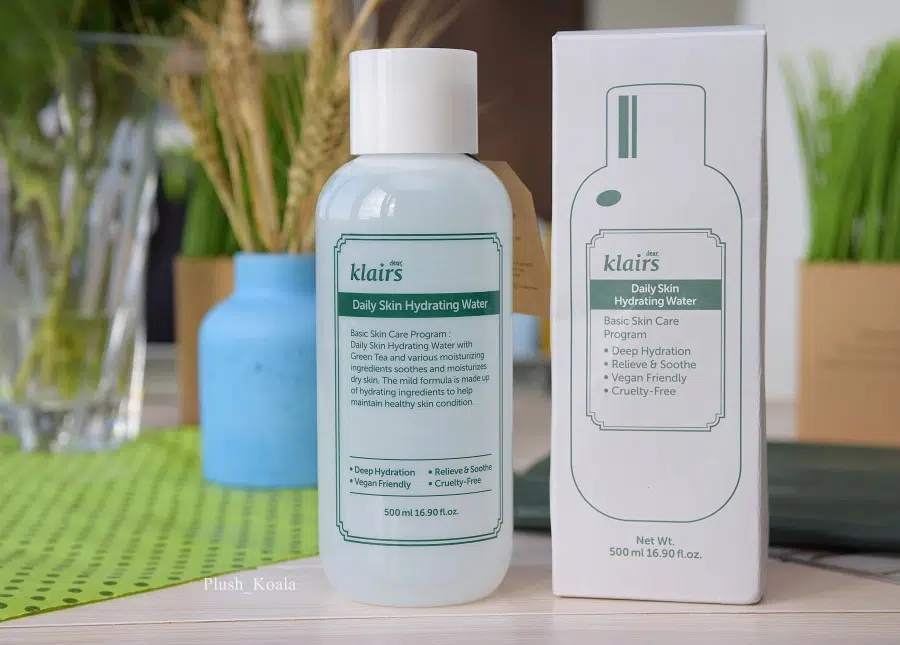 dear,
klairs
Daily Skin Hydrating Water
Basic Skin Care Program :
Daily Skin Hydrating Water with
Green Tea and various moisturizing
ingredients soothes and moisturizes
dry skin. The mild formula is made up
of hydrating ingredients to help
maintain healthy skin condition.
• Deep Hydration • Relieve & Soothe
• Vegan Friendly • Cruelty-Free
500 ml 16.90 fl.oz.
dear,
klairs
Daily Skin
Hydrating Water
Basic Skin Care
Program
• Deep Hydration
• Relieve & Soothe
• Vegan Friendly
• Cruelty-Free
Net Wt.
500 ml 16.90 fl.oz.
Plush_Koala